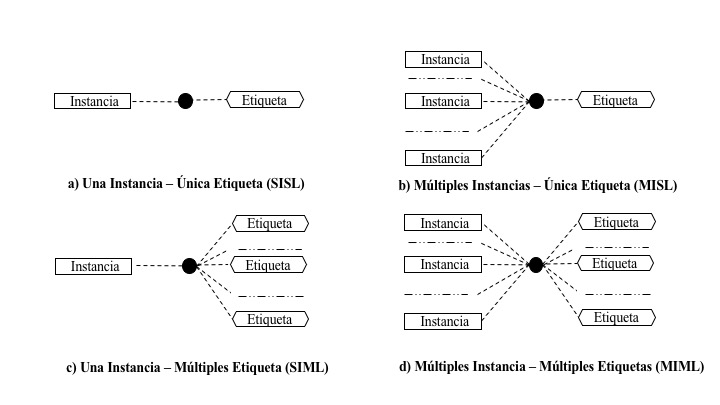 Instancia
Etiqueta
a) Una Instancia – Única Etiqueta (SISL)
Instancia
Instancia
Etiqueta
Instancia
b) Múltiples Instancias – Única Etiqueta (MISL)
Etiqueta
Instancia
Etiqueta
Etiqueta
c) Una Instancia – Múltiples Etiqueta (SIML)
Instancia
Etiqueta
Instancia
Etiqueta
Instancia
Etiqueta
d) Múltiples Instancia – Múltiples Etiquetas (MIML)